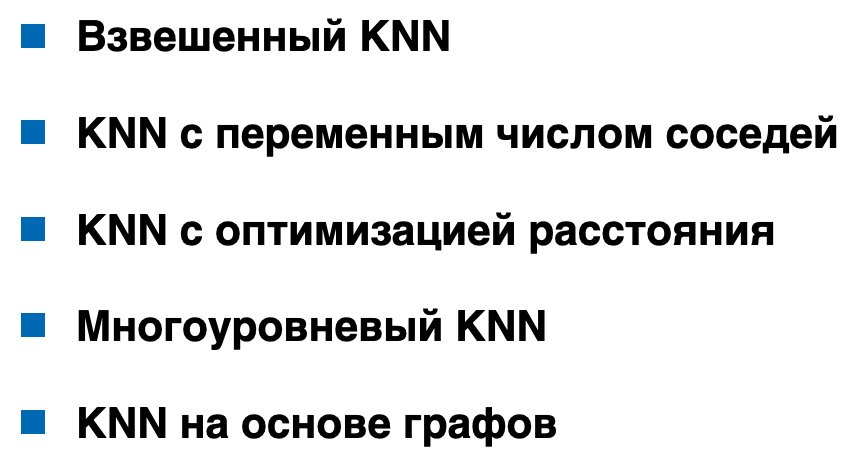 Взвешенный KNN
KNN с переменным числом соседей
KNN с оптимизацией расстояния
Многоуровневый KNN
KNN на основе графов